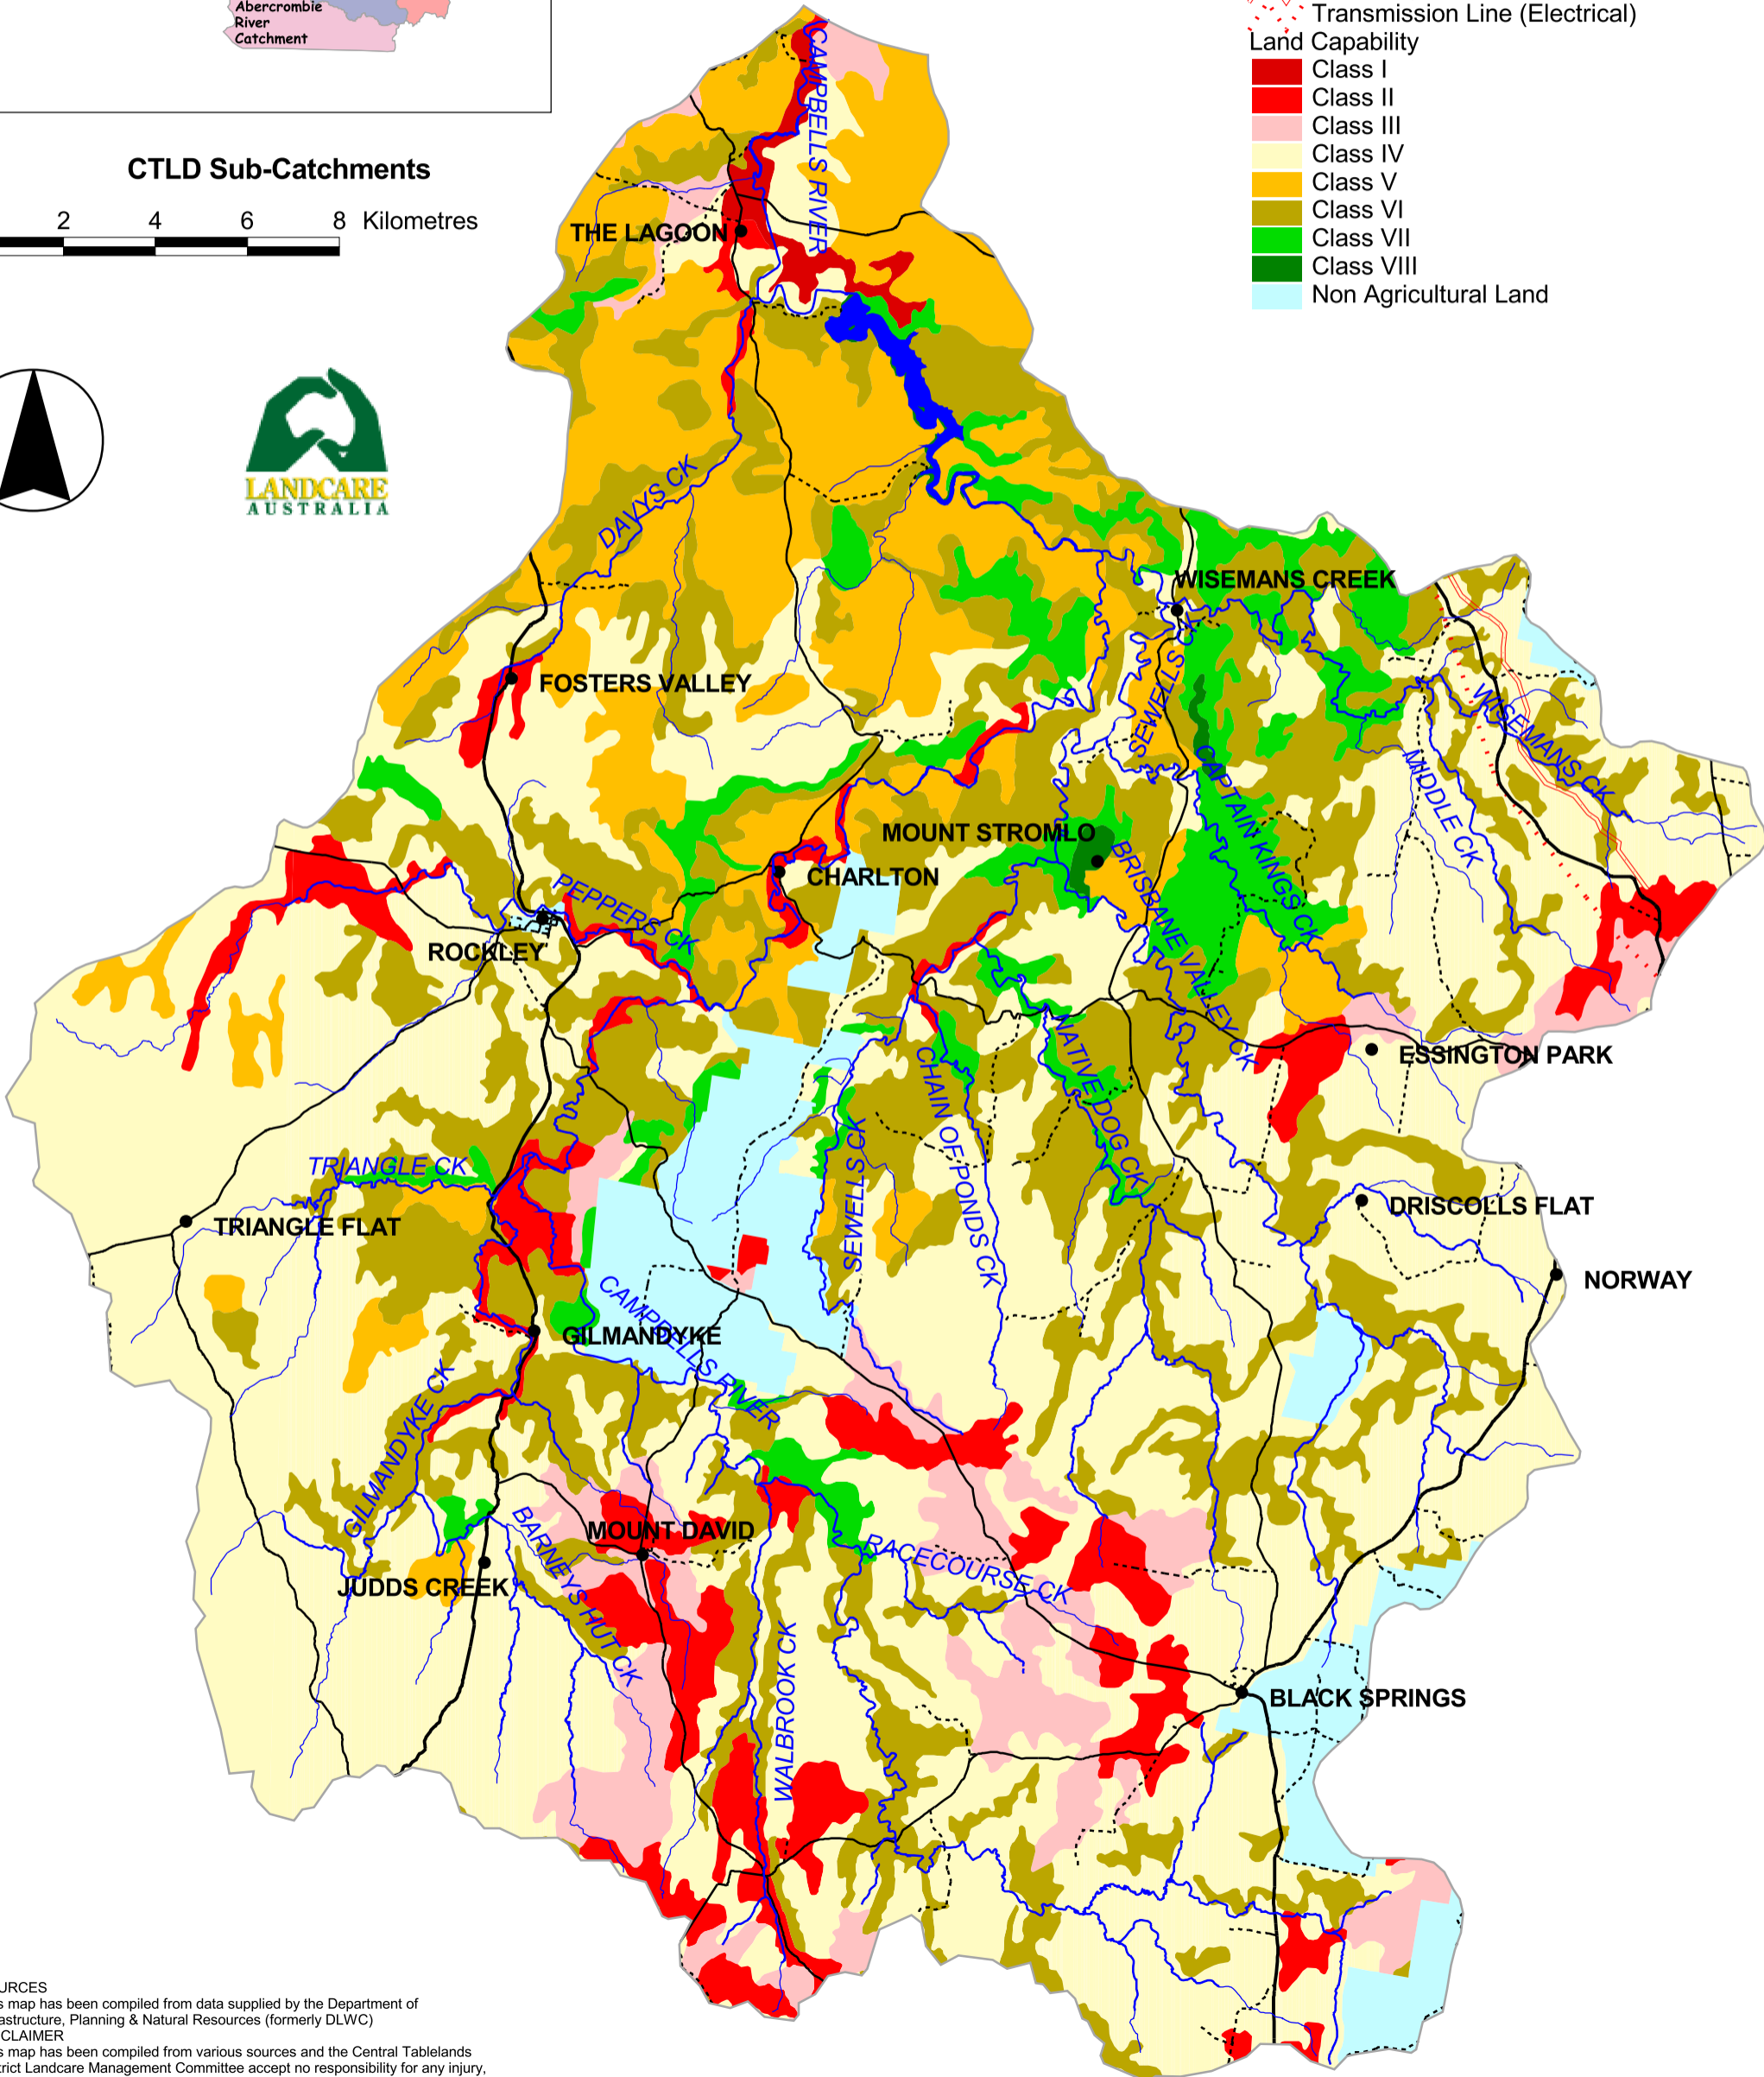 Abercrombie
River
Catchment
Transmission Line (Electrical)
Land Capability
Class I
Class II
Class III
Class IV
Class V
Class VI
Class VII
Class VIII
Non Agricultural Land
CTLD Sub-Catchments
2 4 6 8 Kilometres
LANDCARE
AUSTRALIA
CAMPBELLS RIVER
THE LAGOON
DAVYS CK
WISEMANS CREEK
FOSTERS VALLEY
SEWELLS CK
WISEMANS CK
CAPTAIN KINGS CK
MIDDLE CK
MOUNT STROMLO
BRISBANE VALLEY CK
CHARLTON
PEPPERS CK
ROCKLEY
ESSINGTON PARK
CHAIN OF PONDS CK
NATIVE DOG CK
TRIANGLE CK
SEWELLS CK
DRISCOLLS FLAT
TRIANGLE FLAT
NORWAY
CAMPBELLS RIVER
GILMANDYKE
GILMANDYKE CK
BARNEYS HUT CK
MOUNT DAVID
RACECOURSE CK
JUDDS CREEK
WALBROOK CK
BLACK SPRINGS
URCES
s map has been compiled from data supplied by the Department of
astructure, Planning & Natural Resources (formerly DLWC)
CLAIMER
s map has been compiled from various sources and the Central Tablelands
trict Landcare Management Committee accept no responsibility for any injury,